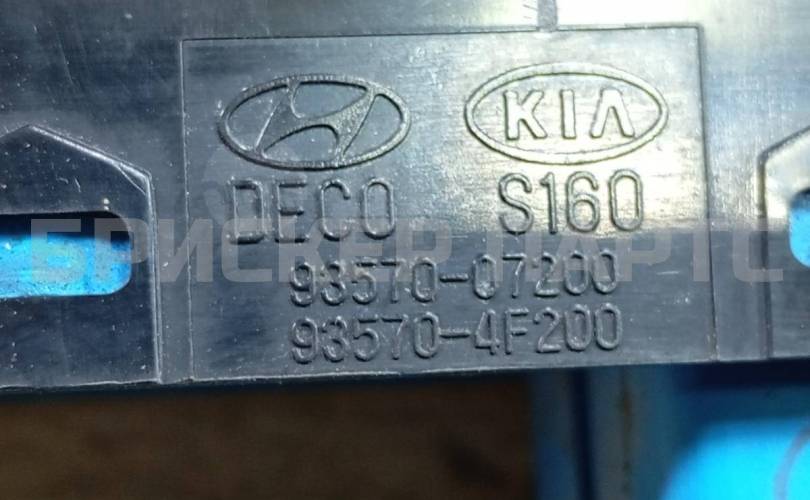 KIA
DECO S160
БРИСКЕР ПАРТС
93570-07200
93570-4F200